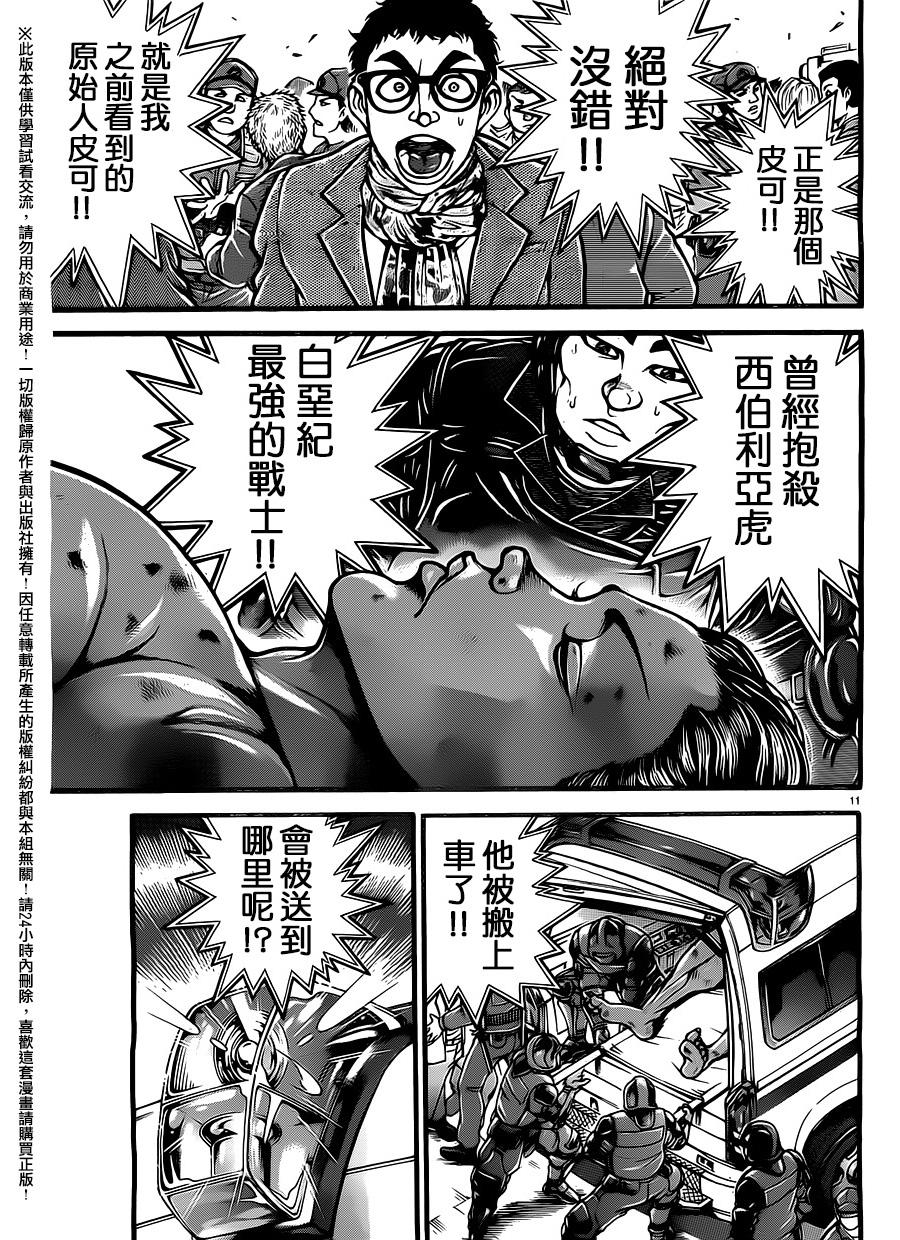 正是那個
皮可!!
絕對
沒錯!!
就是我
之前看到的
原始人皮可!!
曾經抱殺
西伯利亞虎
白堊紀
最強的戰士!!
11
他被搬上
車了!!
會被送到
哪里呢!?
※此版本僅供學習試看交流，請勿用於商業用途！一切版權歸原作者與出版社擁有！因任意轉載所產生的版權糾紛都與本組無關！請24小時內刪除，喜歡這套漫畫請購買正版！